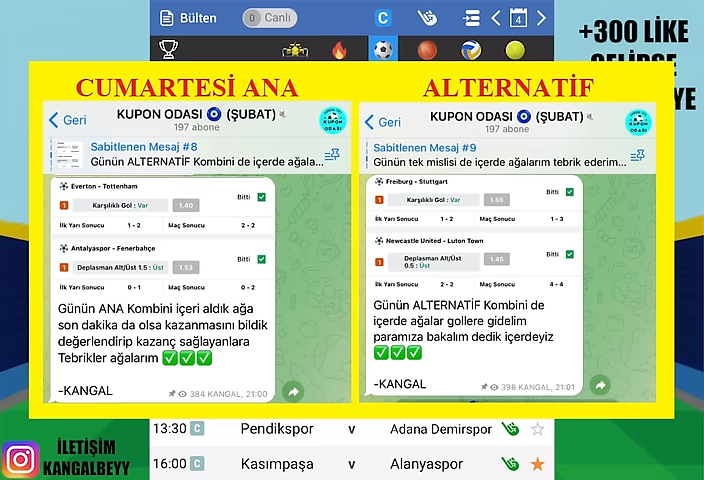 Bülten
0 Canlı
C
4
+300 LİKE
GELİRSE
YE
CUMARTESİ ANA
Geri
KUPON ODASI 🧿 (ŞUBAT)
197 abone
KUPON ODASI
Sabitlenen Mesaj #8
Günün ALTERNATİF Kombini de içerde ağala...
Everton - Tottenham
Bitti
1 Karşılıklı Gol : Var 1.40
İlk Yarı Sonucu 1 - 2 Maç Sonucu 2 - 2
Antalyaspor - Fenerbahçe
Bitti
1 Deplasman Alt/Üst 1.5 : Üst 1.53
İlk Yarı Sonucu 0 - 1 Maç Sonucu 0 - 2
Günün ANA Kombini içeri aldık ağa
son dakika da olsa kazanmasını bildik
değerlendirip kazanç sağlayanlara
Tebrikler ağalarım ✅✅✅
-KANGAL
384 KANGAL, 21:00
ALTERNATİF
Geri
KUPON ODASI 🧿 (ŞUBAT)
197 abone
KUPON ODASI
Sabitlenen Mesaj #9
Günün tek mislisi de içerde ağalarım tebrik ederim...
Freiburg - Stuttgart
Bitti
1 Karşılıklı Gol : Var 1.55
İlk Yarı Sonucu 1 - 2 Maç Sonucu 1 - 3
Newcastle United - Luton Town
Bitti
1 Deplasman Alt/Üst
0.5 : Üst 1.45
İlk Yarı Sonucu 2 - 2 Maç Sonucu 4 - 4
Günün ALTERNATİF Kombini de
içerde ağalar gollere gidelim
paramıza bakalım dedik içerdeyiz
✅✅✅
-KANGAL
398 KANGAL, 21:01
13:30 C Pendikspor v Adana Demirspor
16:00 C Kasımpaşa v Alanyaspor
İLETİŞİM
KANGALBEYY